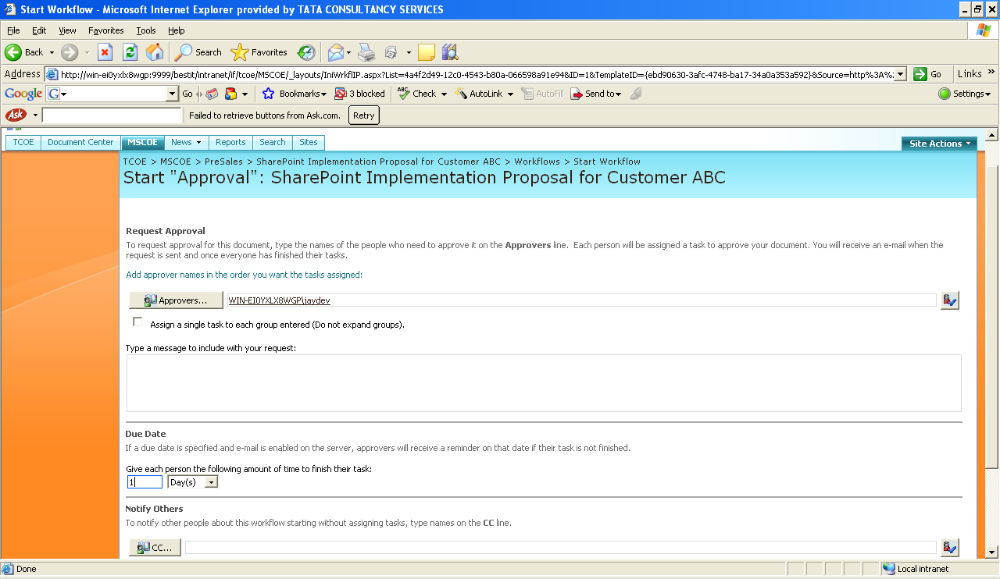 Start Workflow - Microsoft Internet Explorer provided by TATA CONSULTANCY SERVICES
File Edit View Favorites Tools Help
Back Search Favorites
Address http://win-ei0yxlx8wgp:9999/bestit/intranet/if/tcoe/MSCOE/_layouts/IniWrkflIP.aspx?List=4a4f2d49-12c0-4543-b80a-066598a91e94&ID=1&TemplateID={ebd90630-3afc-4748-ba17-34a0a353a592}&Source=http%3A%2 Go Links »
Google G Go Bookmarks 3 blocked ABC Check AutoLink AutoFill Send to Settings
Ask Failed to retrieve buttons from Ask.com. Retry
TCOE Document Center MSCOE News Reports Search Sites Site Actions
TCOE > MSCOE > PreSales > SharePoint Implementation Proposal for Customer ABC > Workflows > Start Workflow
Start "Approval": SharePoint Implementation Proposal for Customer ABC
Request Approval
To request approval for this document, type the names of the people who need to approve it on the Approvers line. Each person will be assigned a task to approve your document. You will receive an e-mail when the
request is sent and once everyone has finished their tasks.
Add approver names in the order you want the tasks assigned:
Approvers... WIN-EI0YXLX8WGP\jaydev
Assign a single task to each group entered (Do not expand groups).
Type a message to include with your request:
Due Date
If a due date is specified and e-mail is enabled on the server, approvers will receive a reminder on that date if their task is not finished.
Give each person the following amount of time to finish their task:
1 Day(s)
Notify Others
To notify other people about this workflow starting without assigning tasks, type names on the CC line.
CC...
Done Local intranet